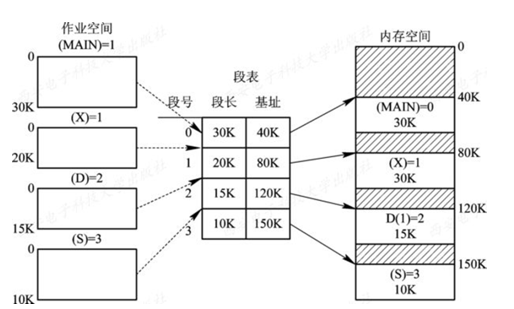 作业空间
(MAIN)=1
0
30K
(X)=1
0
20K
(D)=2
0
15K
(S)=3
0
10K
段表
段号 段长 基址
0 30K 40K
1 20K 80K
2 15K 120K
3 10K 150K
内存空间
0
40K
(MAIN)=0
30K
80K
(X)=1
30K
120K
D(1)=2
15K
150K
(S)=3
10K